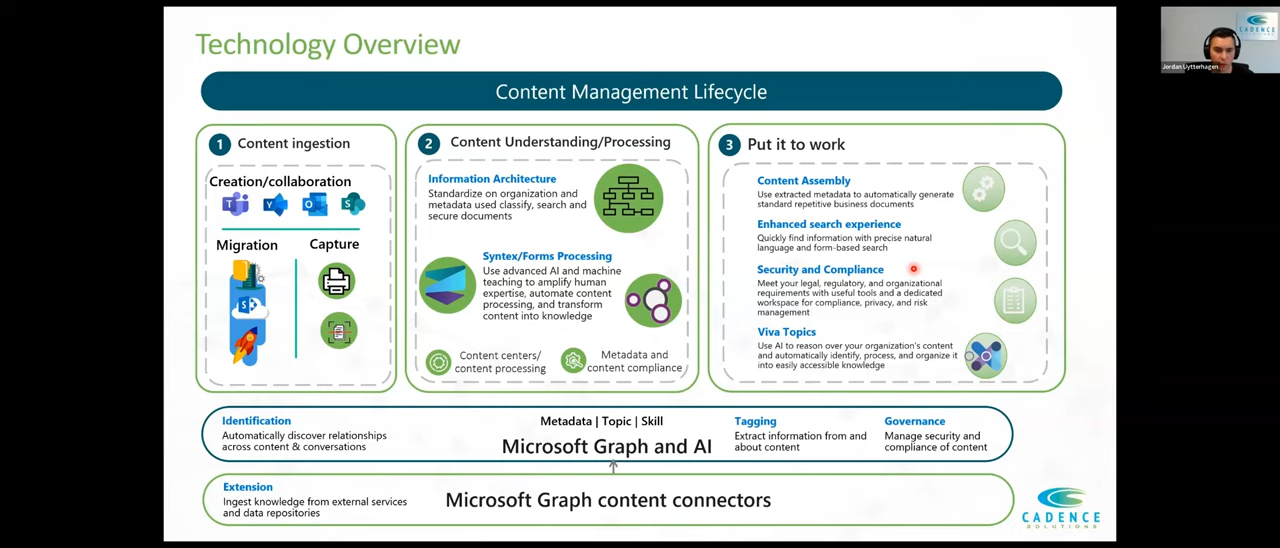 Technology Overview
Content Management Lifecycle
1 Content ingestion
Creation/collaboration
Migration
Capture
2 Content Understanding/Processing
Information Architecture
Standardize on organization and
metadata used classify, search and
secure documents
Syntex/Forms Processing
Use advanced AI and machine
teaching to amplify human
expertise, automate content
processing, and transform
content into knowledge
Content centers/
content processing
Metadata and
content compliance
3 Put it to work
Content Assembly
Use extracted metadata to automatically generate
standard repetitive business documents
Enhanced search experience
Quickly find information with precise natural
language and form-based search
Security and Compliance
Meet your legal, regulatory, and organizational
requirements with useful tools and a dedicated
workspace for compliance, privacy, and risk
management
Viva Topics
Use AI to reason over your organization's content
and automatically identify, process, and organize it
into easily accessible knowledge
Identification
Automatically discover relationships
across content & conversations
Metadata | Topic | Skill
Microsoft Graph and AI
Tagging
Extract information from and
about content
Governance
Manage security and
compliance of content
Extension
Ingest knowledge from external services
and data repositories
Microsoft Graph content connectors
CADENCE
SOLUTIONS
CADENCE
SOLUTIONS
Jordan Uytterhagen